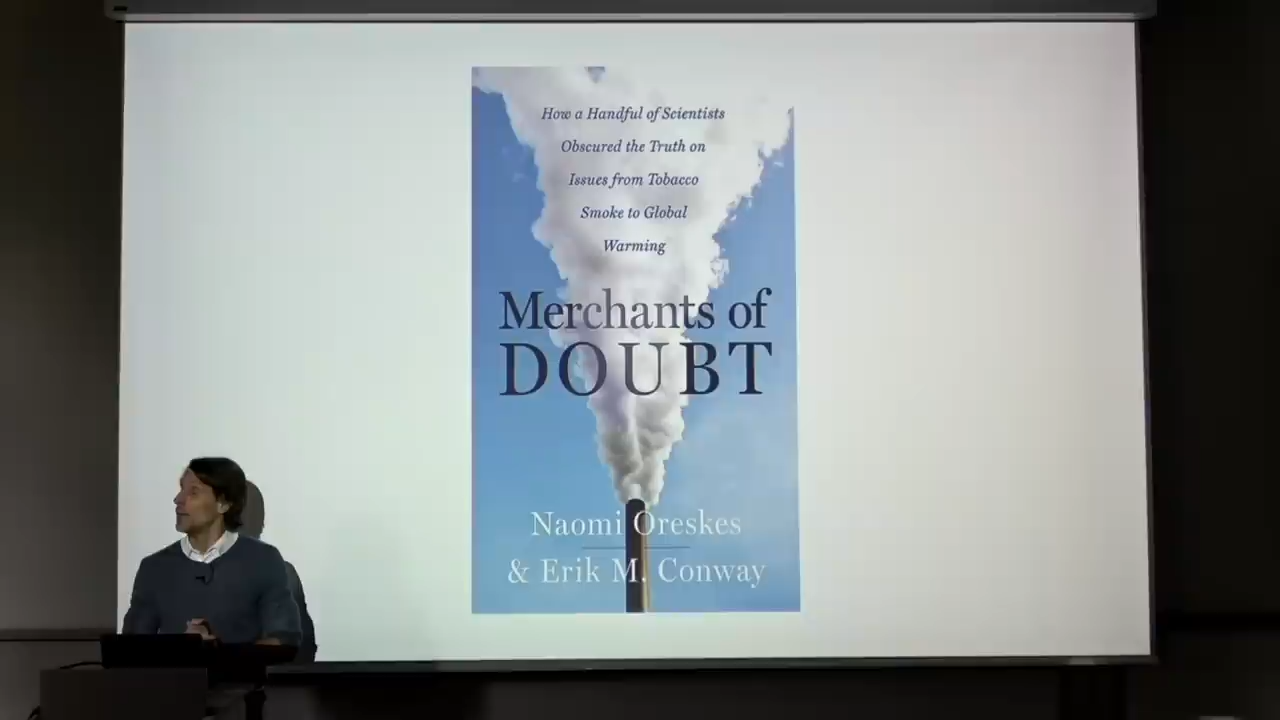 How a Handful of Scientists
Obscured the Truth on
Issues from Tobacco
Smoke to Global
Warming
Merchants of
DOUBT
Naomi Oreskes
& Erik M. Conway